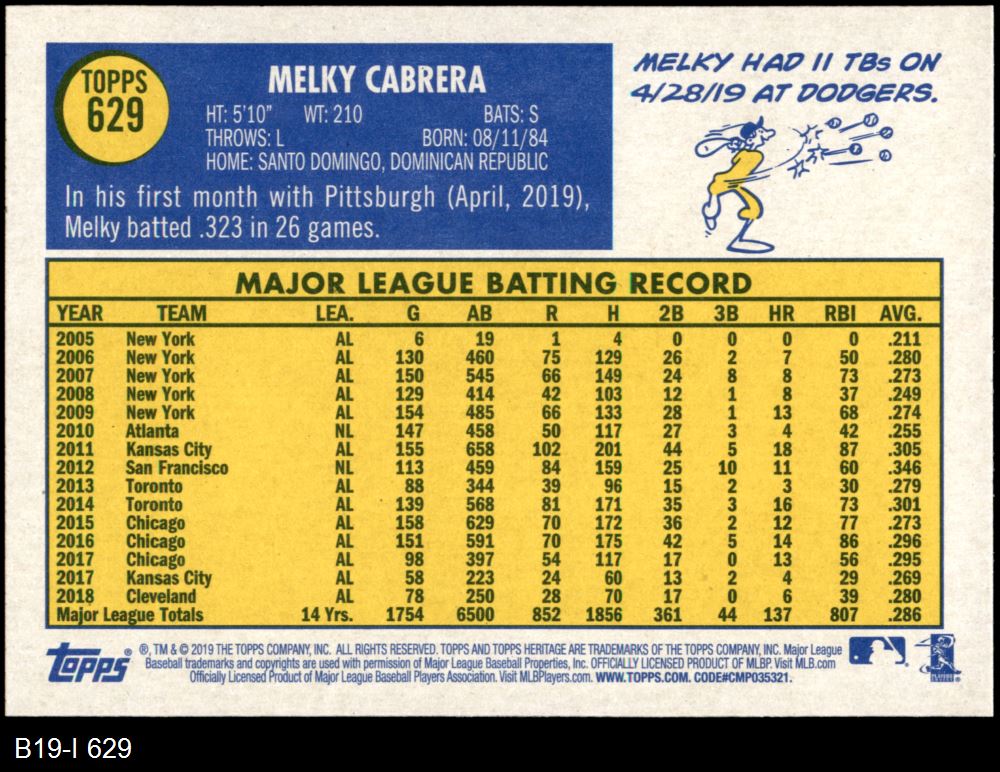 TOPPS
629
MELKY CABRERA
HT: 5'10" WT: 210 BATS: S
THROWS: L BORN: 08/11/84
HOME: SANTO DOMINGO, DOMINICAN REPUBLIC
In his first month with Pittsburgh (April, 2019),
Melky batted .323 in 26 games.
MELKY HAD 11 TBs ON
4/28/19 AT DODGERS.
MAJOR LEAGUE BATTING RECORD
YEAR TEAM LEA. G AB R H 2B 3B HR RBI AVG.
2005 New York AL 6 19 1 4 0 0 0 0 .211
2006 New York AL 130 460 75 129 26 2 7 50 .280
2007 New York AL 150 545 66 149 24 8 8 73 .273
2008 New York AL 129 414 42 103 12 1 8 37 .249
2009 New York AL 154 485 66 133 28 1 13 68 .274
2010 Atlanta NL 147 458 50 117 27 3 4 42 .255
2011 Kansas City AL 155 658 102 201 44 5 18 87 .305
2012 San Francisco NL 113 459 84 159 25 10 11 60 .346
2013 Toronto AL 88 344 39 96 15 2 3 30 .279
2014 Toronto AL 139 568 81 171 35 3 16 73 .301
2015 Chicago AL 158 629 70 172 36 2 12 77 .273
2016 Chicago AL 151 591 70 175 42 5 14 86 .296
2017 Chicago AL 98 397 54 117 17 0 13 56 .295
2017 Kansas City AL 58 223 24 60 13 2 4 29 .269
2018 Cleveland AL 78 250 28 70 17 0 6 39 .280
Major League Totals 14 Yrs. 1754 6500 852 1856 361 44 137 807 .286
Topps ®, TM & © 2019 THE TOPPS COMPANY, INC. ALL RIGHTS RESERVED. TOPPS AND TOPPS HERITAGE ARE TRADEMARKS OF THE TOPPS COMPANY, INC. Major League
Baseball trademarks and copyrights are used with permission of Major League Baseball Properties, Inc. OFFICIALLY LICENSED PRODUCT OF MLBP. Visit MLB.com
Officially Licensed Product of Major League Baseball Players Association. Visit MLBPlayers.com. WWW.TOPPS.COM. CODE#CMP035321.
B19-I 629